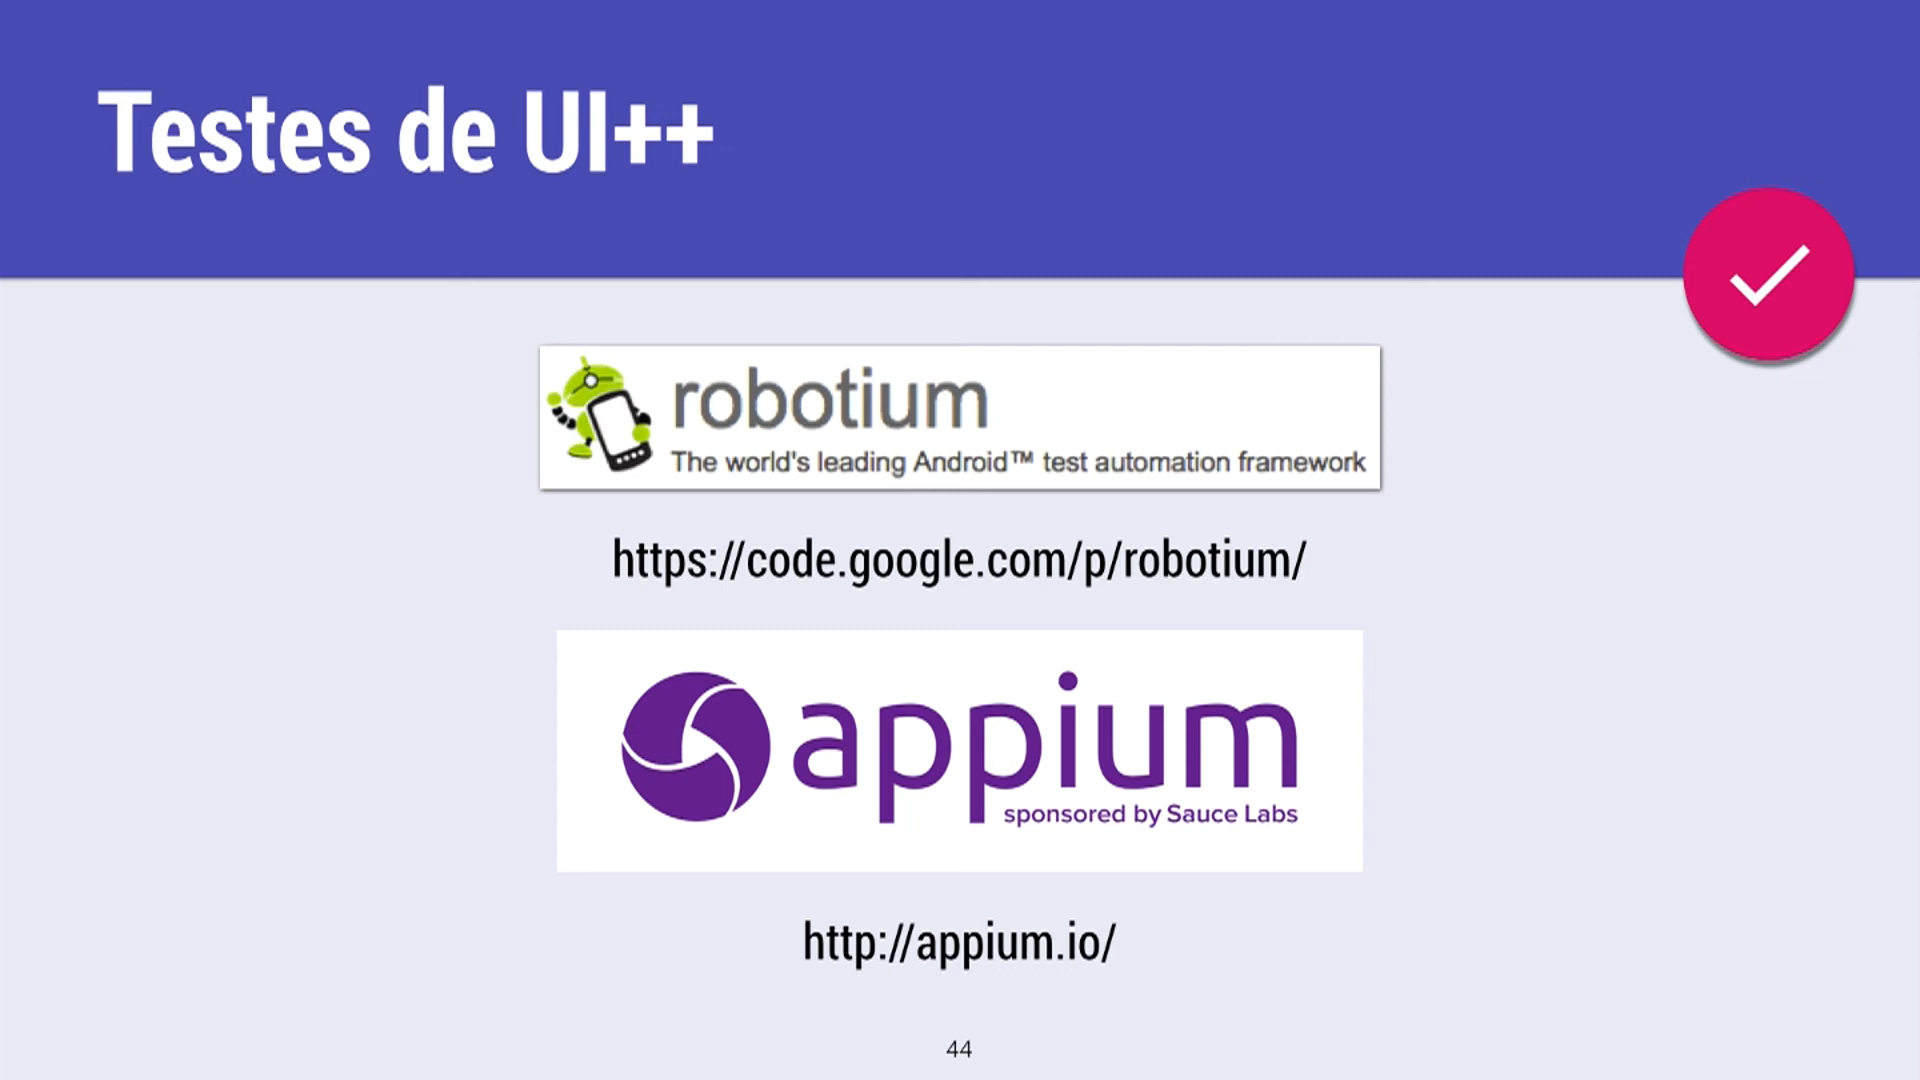 Testes de UI++
robotium
The world's leading Android™ test automation framework
https://code.google.com/p/robotium/
appium
sponsored by Sauce Labs
http://appium.io/
44